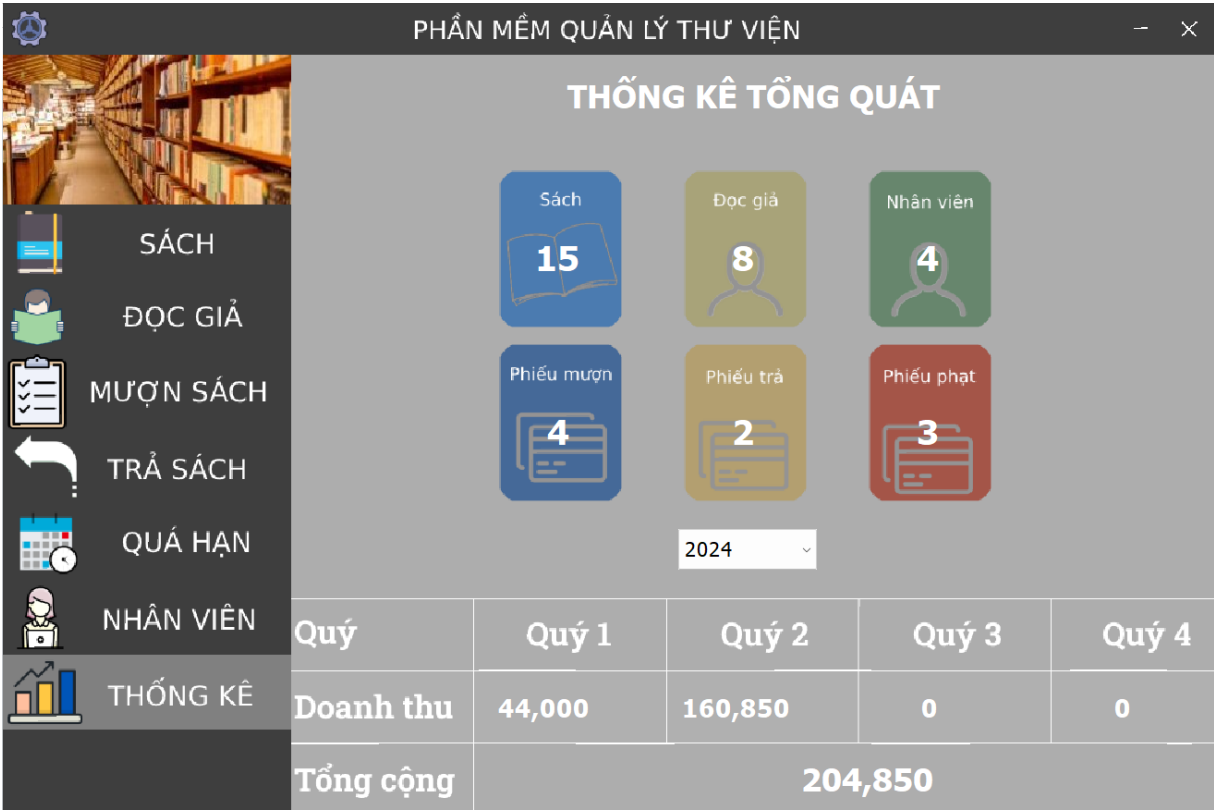 PHẦN MỀM QUẢN LÝ THƯ VIỆN
THỐNG KÊ TỔNG QUÁT
Sách
15
Đọc giả
8
Nhân viên
4
Phiếu mượn
4
Phiếu trả
2
Phiếu phạt
3
SÁCH
ĐỌC GIẢ
MƯỢN SÁCH
TRẢ SÁCH
QUÁ HẠN
NHÂN VIÊN
THỐNG KÊ
2024
Quý Quý 1 Quý 2 Quý 3 Quý 4
Doanh thu 44,000 160,850 0 0
Tổng cộng 204,850